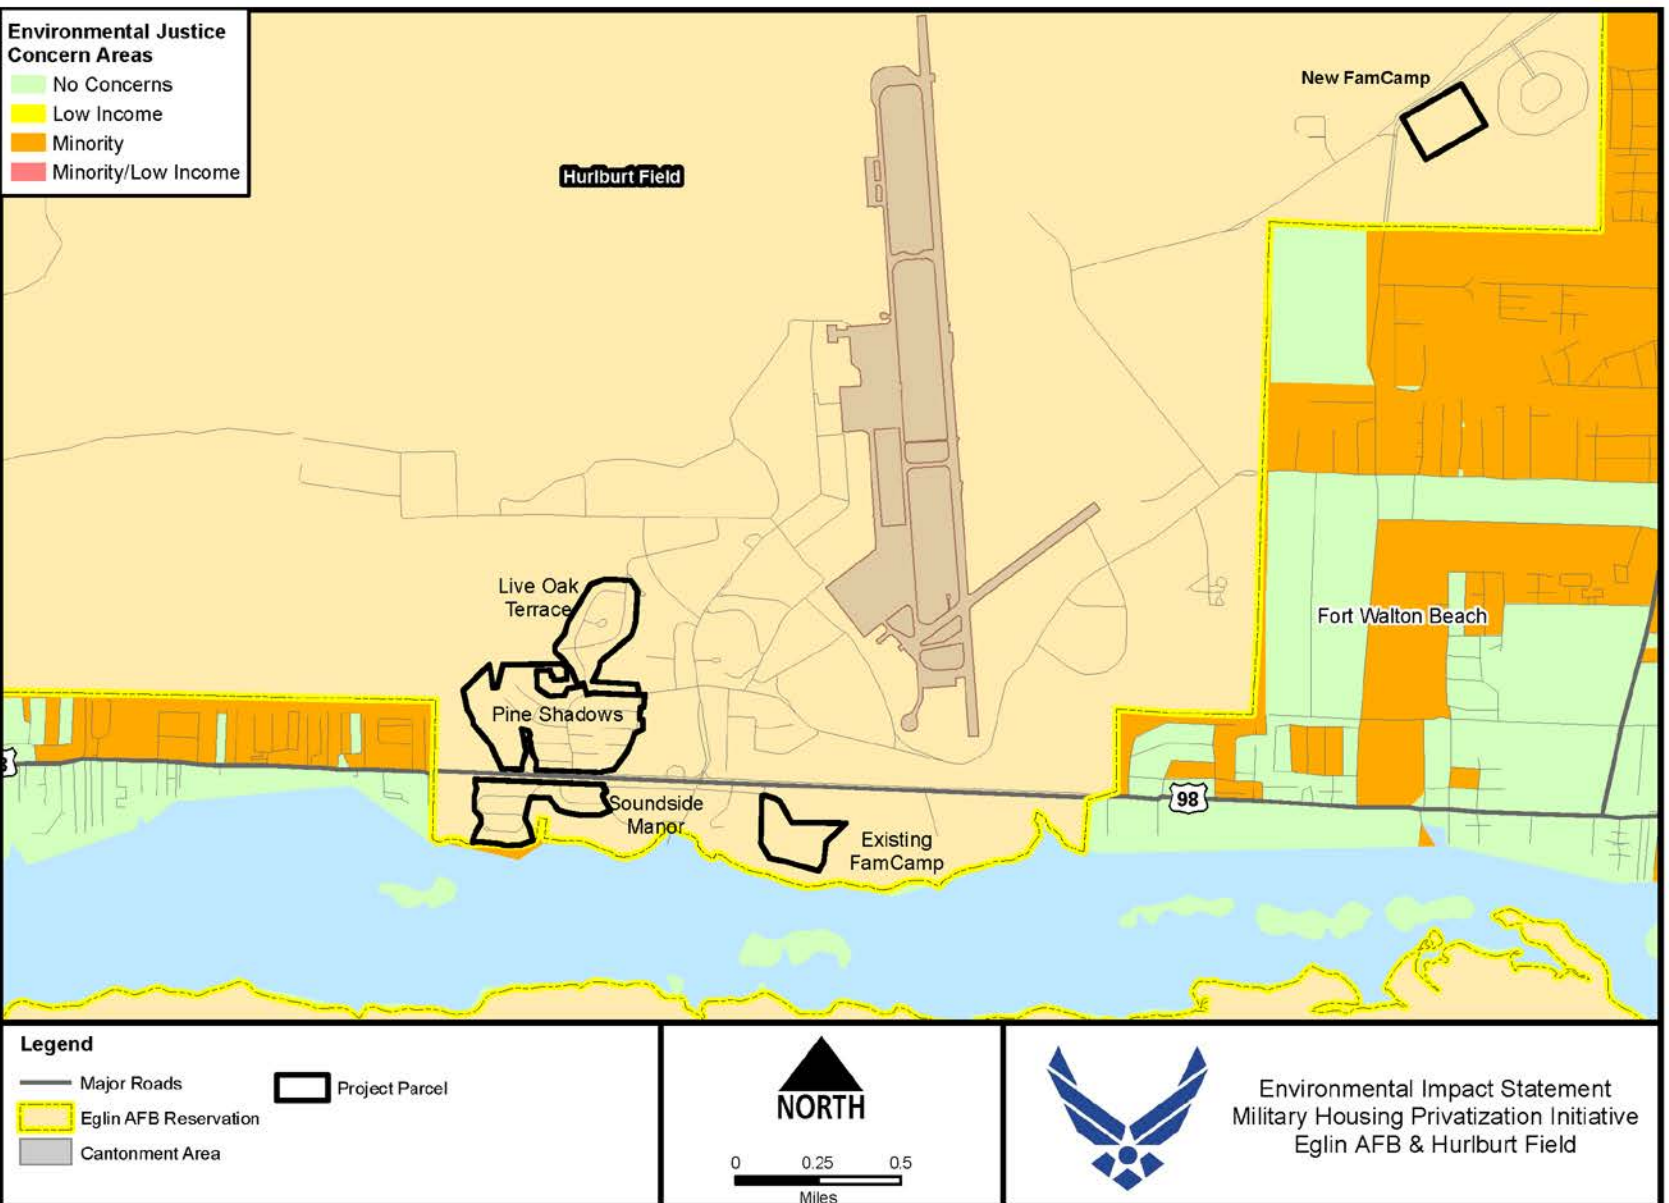 Environmental Justice
Concern Areas
No Concerns
Low Income
Minority
Minority/Low Income
New FamCamp
Hurlburt Field
Live Oak
Terrace
Pine Shadows
Fort Walton Beach
Soundside
Manor
98
Existing
FamCamp
Legend
Major Roads
Project Parcel
Eglin AFB Reservation
Cantonment Area
NORTH
0 0.25 0.5
Miles
Environmental Impact Statement
Military Housing Privatization Initiative
Eglin AFB & Hurlburt Field